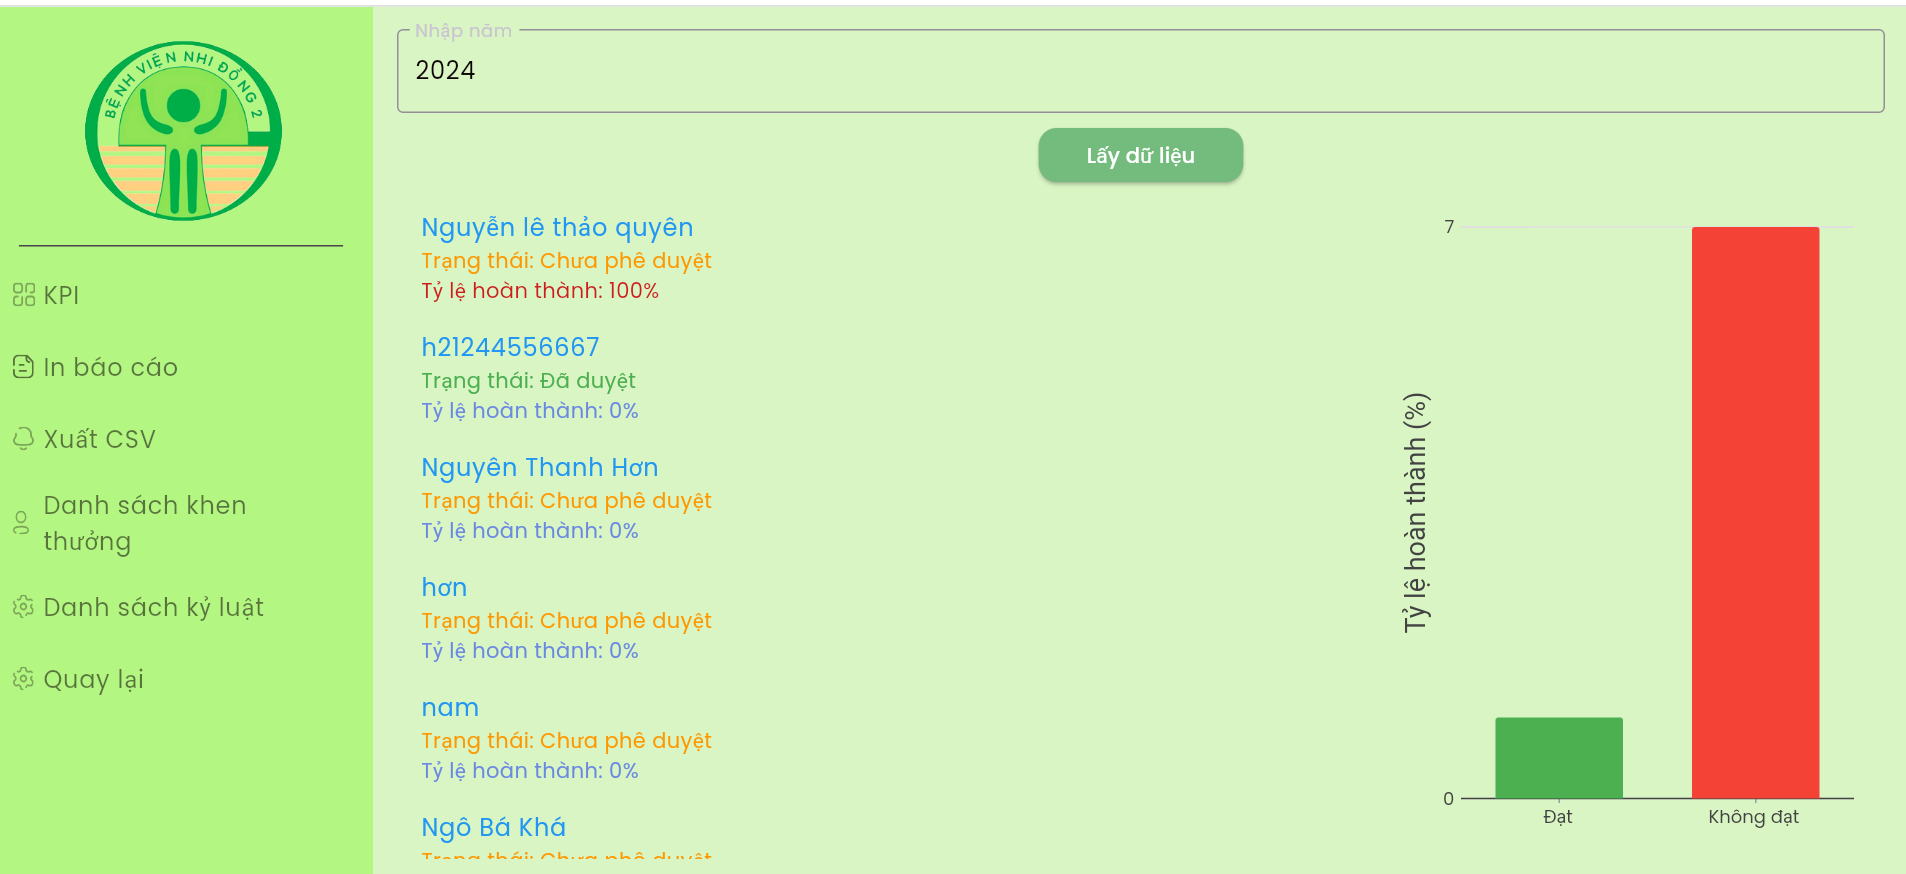 BỆNH VIỆN NHI ĐỒNG 2
KPI
In báo cáo
Xuất CSV
Danh sách khen
thưởng
Danh sách kỷ luật
Quay lại
Nhập năm
2024
Lấy dữ liệu
Nguyễn lê thảo quyên
Trạng thái: Chưa phê duyệt
Tỷ lệ hoàn thành: 100%
h21244556667
Trạng thái: Đã duyệt
Tỷ lệ hoàn thành: 0%
Nguyên Thanh Hơn
Trạng thái: Chưa phê duyệt
Tỷ lệ hoàn thành: 0%
hơn
Trạng thái: Chưa phê duyệt
Tỷ lệ hoàn thành: 0%
nam
Trạng thái: Chưa phê duyệt
Tỷ lệ hoàn thành: 0%
Ngô Bá Khá
Trạng thái: Chưa phê duyệt
7
Tỷ lệ hoàn thành (%)
0
Đạt
Không đạt